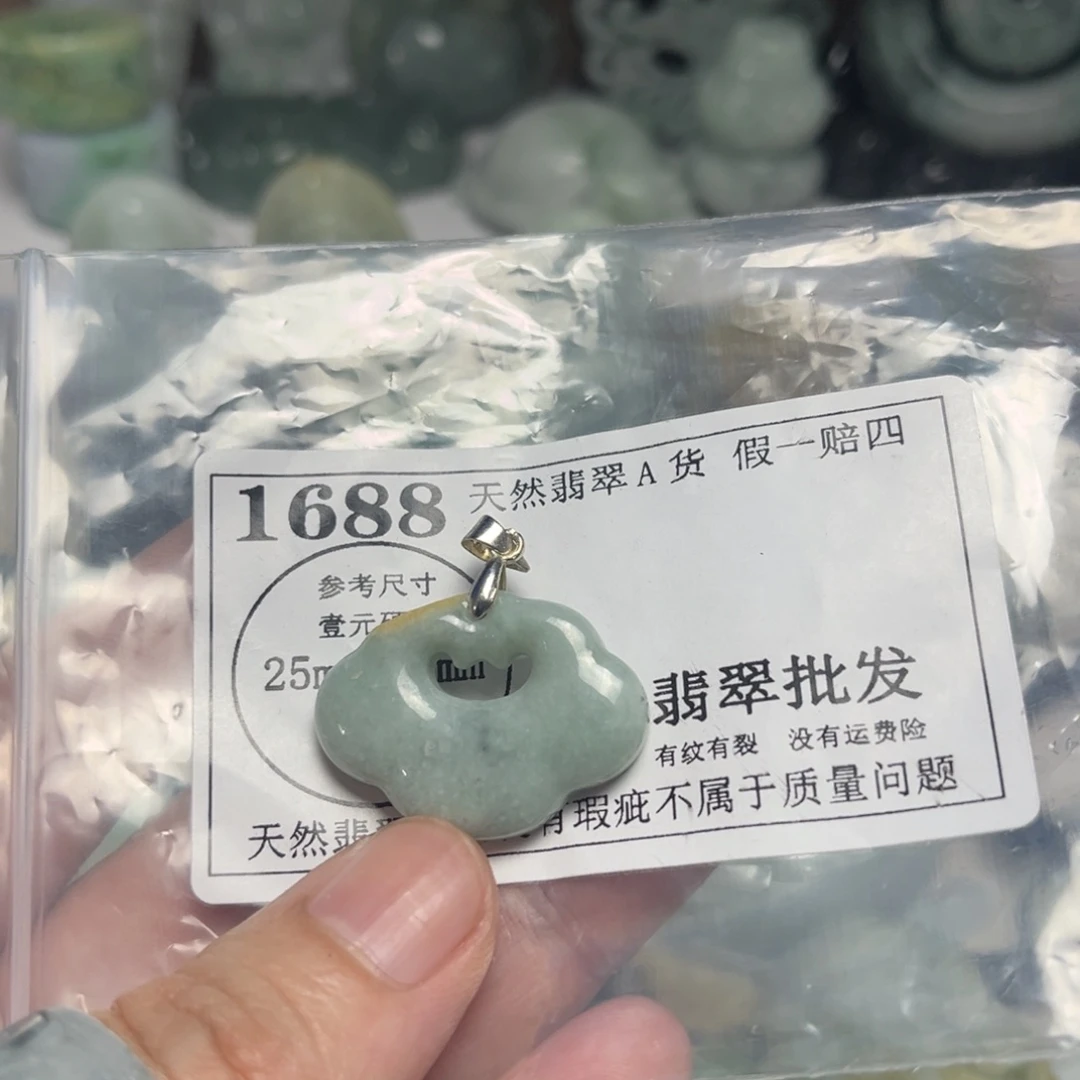 1688 天然翡翠A货 假一赔四
参考尺寸
壹元
25m
翡翠批发
有纹有裂 没有运费险
天然翡 有瑕疵不属于质量问题